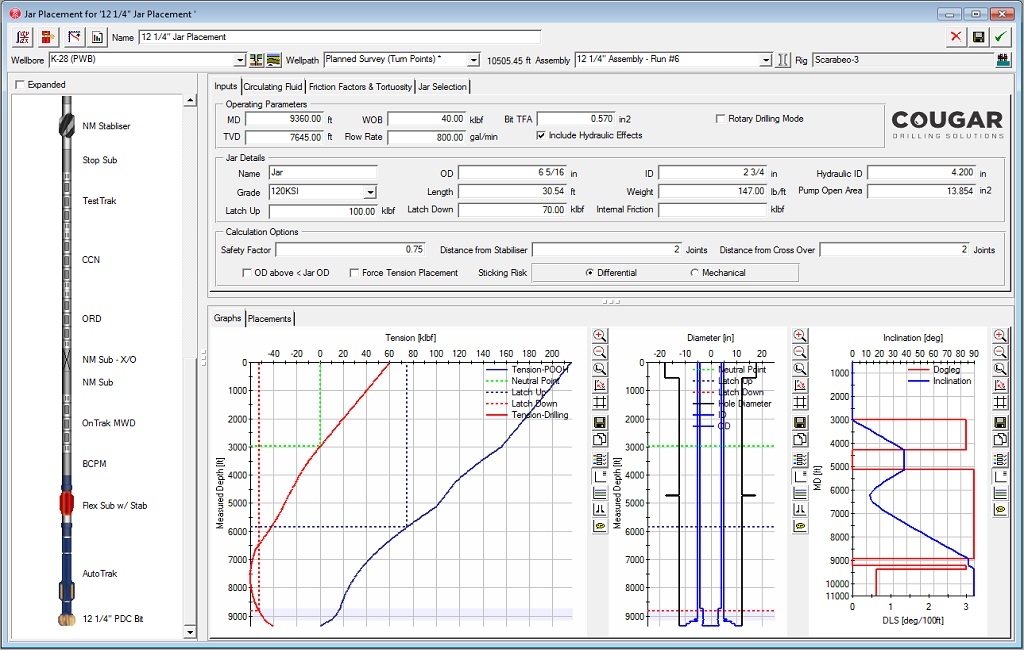 Jar Placement for '12 1/4" Jar Placement '
Name 12 1/4" Jar Placement
Wellbore K-28 (PWB) Wellpath Planned Survey (Turn Points) * 10505.45 ft Assembly 12 1/4" Assembly - Run #6 Rig Scarabeo-3
Expanded
NM Stabliser
Stop Sub
TestTrak
CCN
ORD
NM Sub - X/O
NM Sub
OnTrak MWD
BCPM
Flex Sub w/ Stab
AutoTrak
12 1/4" PDC Bit
Inputs Circulating Fluid Friction Factors & Tortuosity Jar Selection
Operating Parameters
MD 9360.00 ft WOB 40.00 klbf Bit TFA 0.570 in2 Rotary Drilling Mode
TVD 7645.00 ft Flow Rate 800.00 gal/min Include Hydraulic Effects
COUGAR
DRILLING SOLUTIONS
Jar Details
Name Jar OD 6 5/16 in ID 2 3/4 in Hydraulic ID 4.200 in
Grade 120KSI Length 30.54 ft Weight 147.00 lb/ft Pump Open Area 13.854 in2
Latch Up 100.00 klbf Latch Down 70.00 klbf Internal Friction klbf
Calculation Options
Safety Factor 0.75 Distance from Stabiliser 2 Joints Distance from Cross Over 2 Joints
OD above < Jar OD Force Tension Placement Sticking Risk Differential Mechanical
Graphs Placements
Tension [klbf]
-40 -20 0 20 40 60 80 100 120 140 160 180 200
0
1000
2000
3000
4000
5000
6000
7000
8000
9000
Measured Depth [ft]
Tension-POOH
Neutral Point
Latch Up
Latch Down
Tension-Drilling
Diameter [in]
-20 -10 0 10 20
0
1000
2000
3000
4000
5000
6000
7000
8000
9000
Measured Depth [ft]
Neutral Point
Latch Up
Latch Down
Hole Diameter
ID
OD
Inclination [deg]
0 10 20 30 40 50 60 70 80 90
1000
2000
3000
4000
5000
6000
7000
8000
9000
10000
11000
MD [ft]
Dogleg
Inclination
0 1 2 3
DLS [deg/100ft]